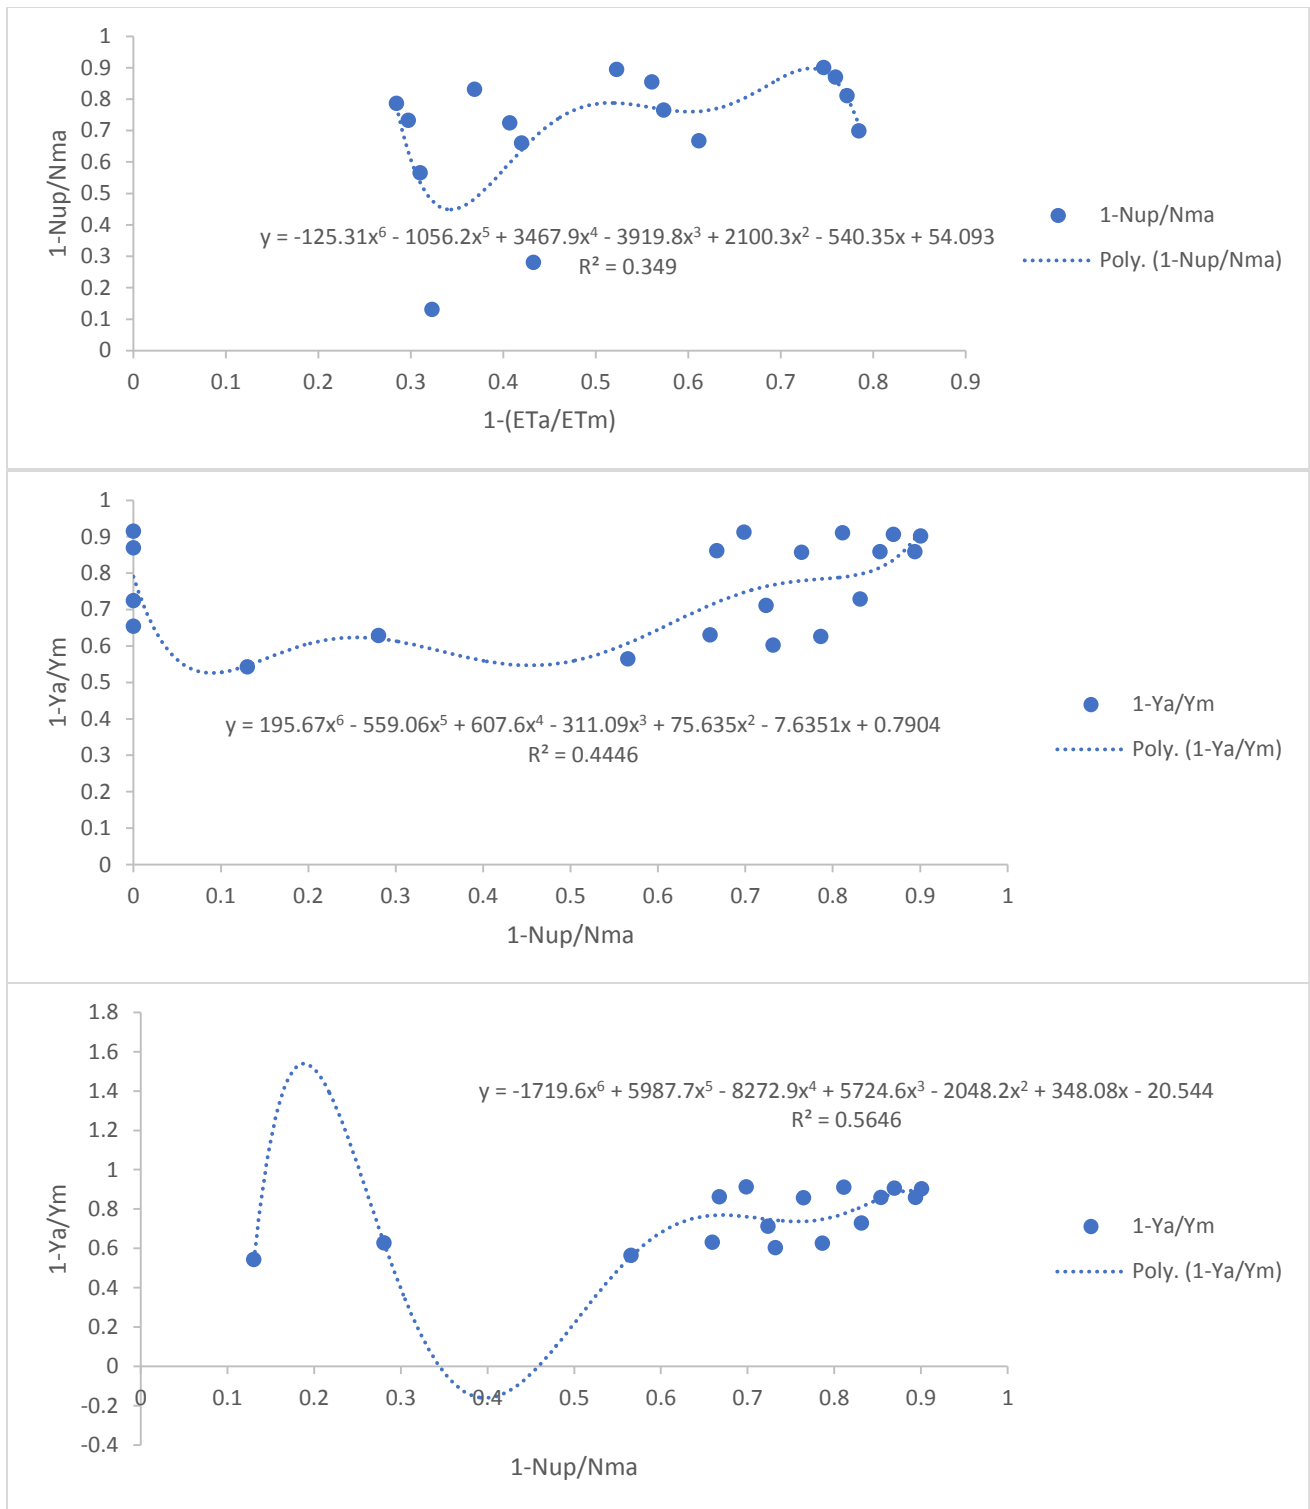 1
0.9
0.8
0.7
0.6
0.5
0.4
0.3
0.2
0.1
0
1-Nup/Nma
y = -125.31x⁶ - 1056.2x⁵ + 3467.9x⁴ - 3919.8x³ + 2100.3x² - 540.35x + 54.093
R² = 0.349
0 0.1 0.2 0.3 0.4 0.5 0.6 0.7 0.8 0.9
1-(ETa/ETm)
1-Nup/Nma
Poly. (1-Nup/Nma)
1
0.9
0.8
0.7
0.6
0.5
0.4
0.3
0.2
0.1
0
1-Ya/Ym
y = 195.67x⁶ - 559.06x⁵ + 607.6x⁴ - 311.09x³ + 75.635x² - 7.6351x + 0.7904
R² = 0.4446
0 0.1 0.2 0.3 0.4 0.5 0.6 0.7 0.8 0.9 1
1-Nup/Nma
1-Ya/Ym
Poly. (1-Ya/Ym)
1.8
1.6
1.4
1.2
1
0.8
0.6
0.4
0.2
0
-0.2
-0.4
1-Ya/Ym
y = -1719.6x⁶ + 5987.7x⁵ - 8272.9x⁴ + 5724.6x³ - 2048.2x² + 348.08x - 20.544
R² = 0.5646
0 0.1 0.2 0.3 0.4 0.5 0.6 0.7 0.8 0.9 1
1-Nup/Nma
1-Ya/Ym
Poly. (1-Ya/Ym)